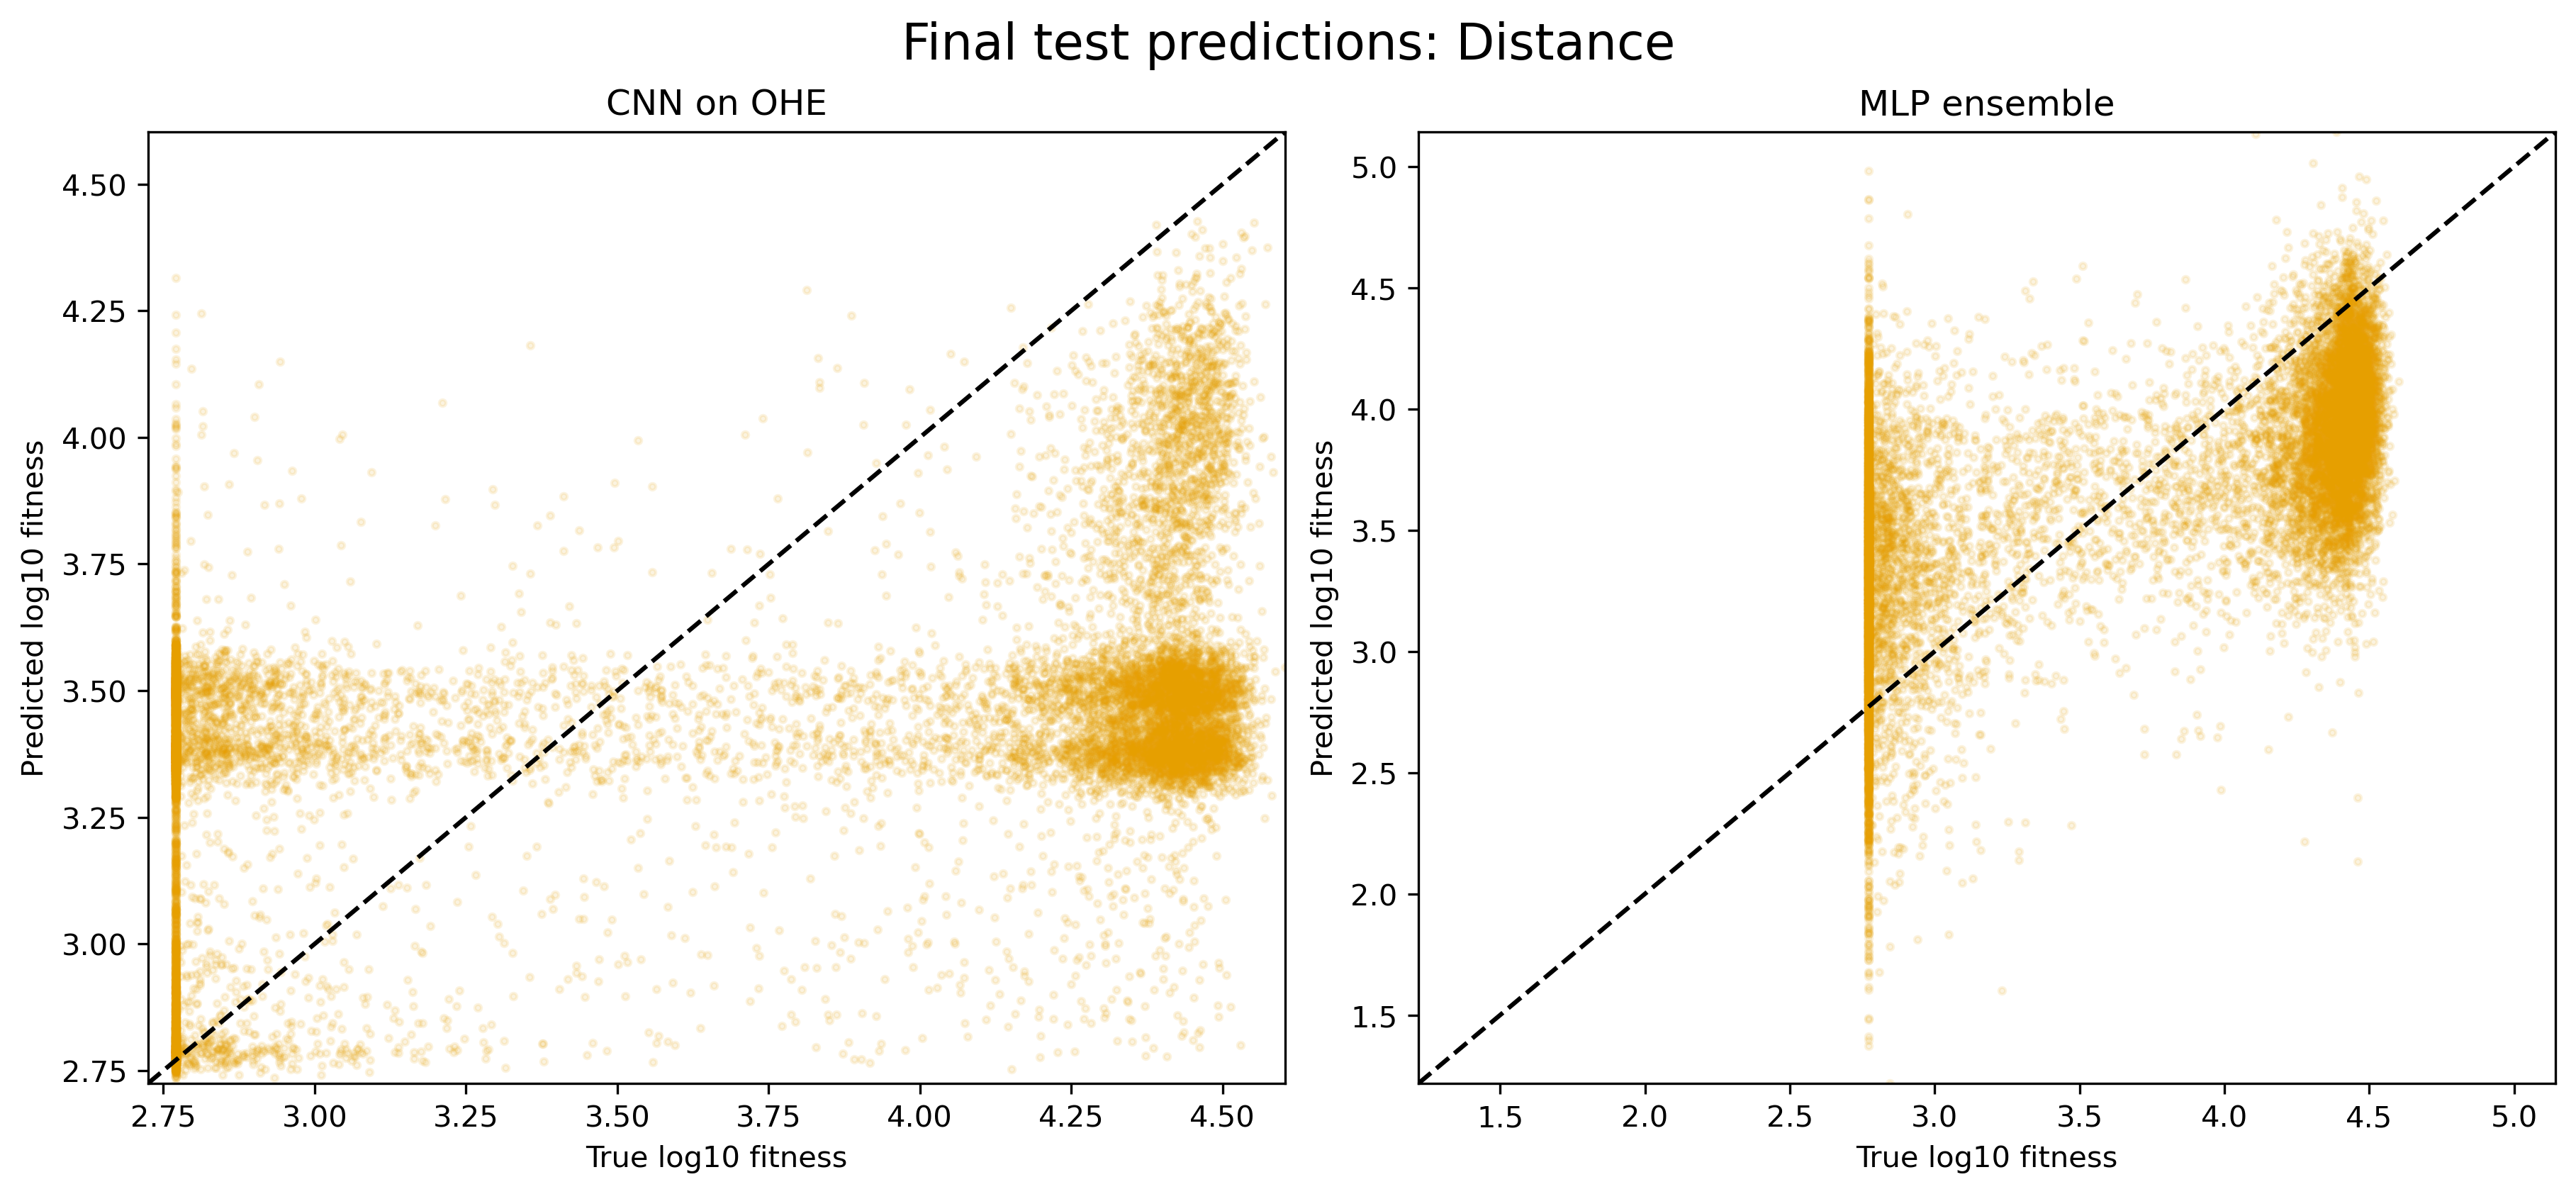 Final test predictions: Distance
CNN on OHE
Predicted log10 fitness
4.50
4.25
4.00
3.75
3.50
3.25
3.00
2.75
2.75 3.00 3.25 3.50 3.75 4.00 4.25 4.50
True log10 fitness
MLP ensemble
Predicted log10 fitness
5.0
4.5
4.0
3.5
3.0
2.5
2.0
1.5
1.5 2.0 2.5 3.0 3.5 4.0 4.5 5.0
True log10 fitness